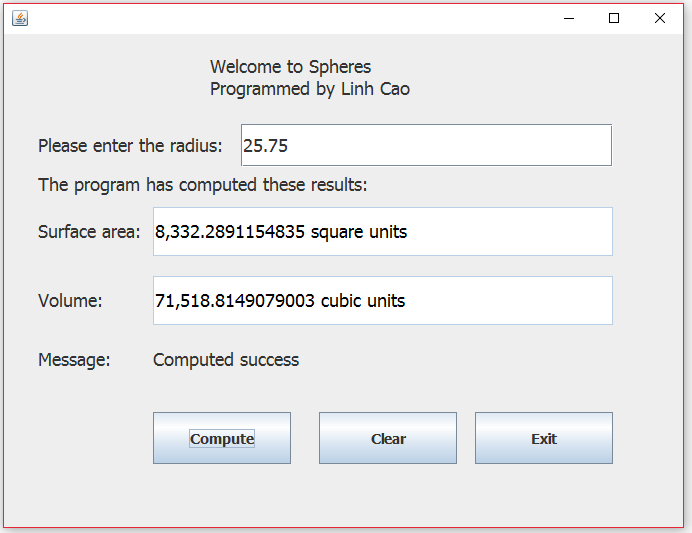 Welcome to Spheres
Programmed by Linh Cao
Please enter the radius: 25.75
The program has computed these results:
Surface area: 8,332.2891154835 square units
Volume: 71,518.8149079003 cubic units
Message: Computed success
Compute Clear Exit